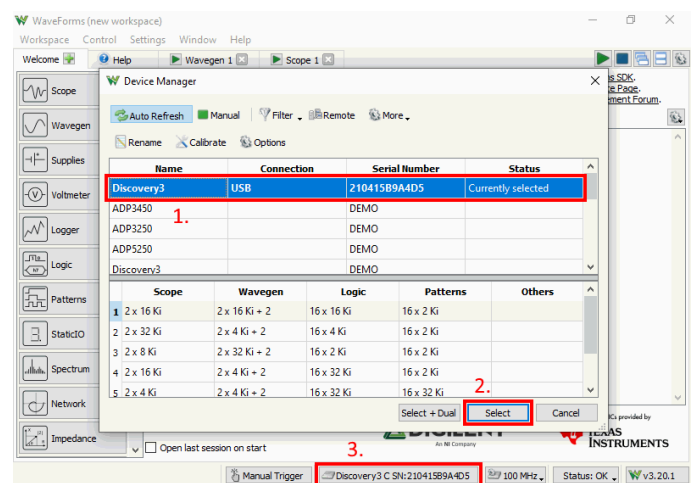 WaveForms (new workspace)
Workspace Control Settings Window Help
Welcome Help Wavegen 1 Scope 1
Device Manager
s SDK.
e Page.
ement Forum.
Scope
Wavegen
Supplies
Voltmeter
Logger
Logic
Patterns
StaticIO
Spectrum
Network
Impedance
Auto Refresh Manual Filter Remote More
Rename Calibrate Options
Name Connection Serial Number Status
Discovery3 USB 210415B9A4D5 Currently selected
1.
ADP3450 DEMO
ADP3250 DEMO
ADP5250 DEMO
Discovery3 DEMO
Scope Wavegen Logic Patterns Others
1 2 x 16 Ki 2 x 16 Ki + 2 16 x 16 Ki 16 x 2 Ki
2 2 x 32 Ki 2 x 4 Ki + 2 16 x 4 Ki 16 x 2 Ki
3 2 x 8 Ki 2 x 32 Ki + 2 16 x 2 Ki 16 x 2 Ki
4 2 x 16 Ki 2 x 4 Ki + 2 16 x 32 Ki 16 x 2 Ki
5 2 x 4 Ki 2 x 4 Ki + 2 16 x 32 Ki 16 x 32 Ki
2.
Select + Dual Select Cancel
ICs provided by
An NI Company
TEXAS
INSTRUMENTS
Open last session on start
3.
Manual Trigger Discovery3 C SN:210415B9A4D5 100 MHz Status: OK v3.20.1